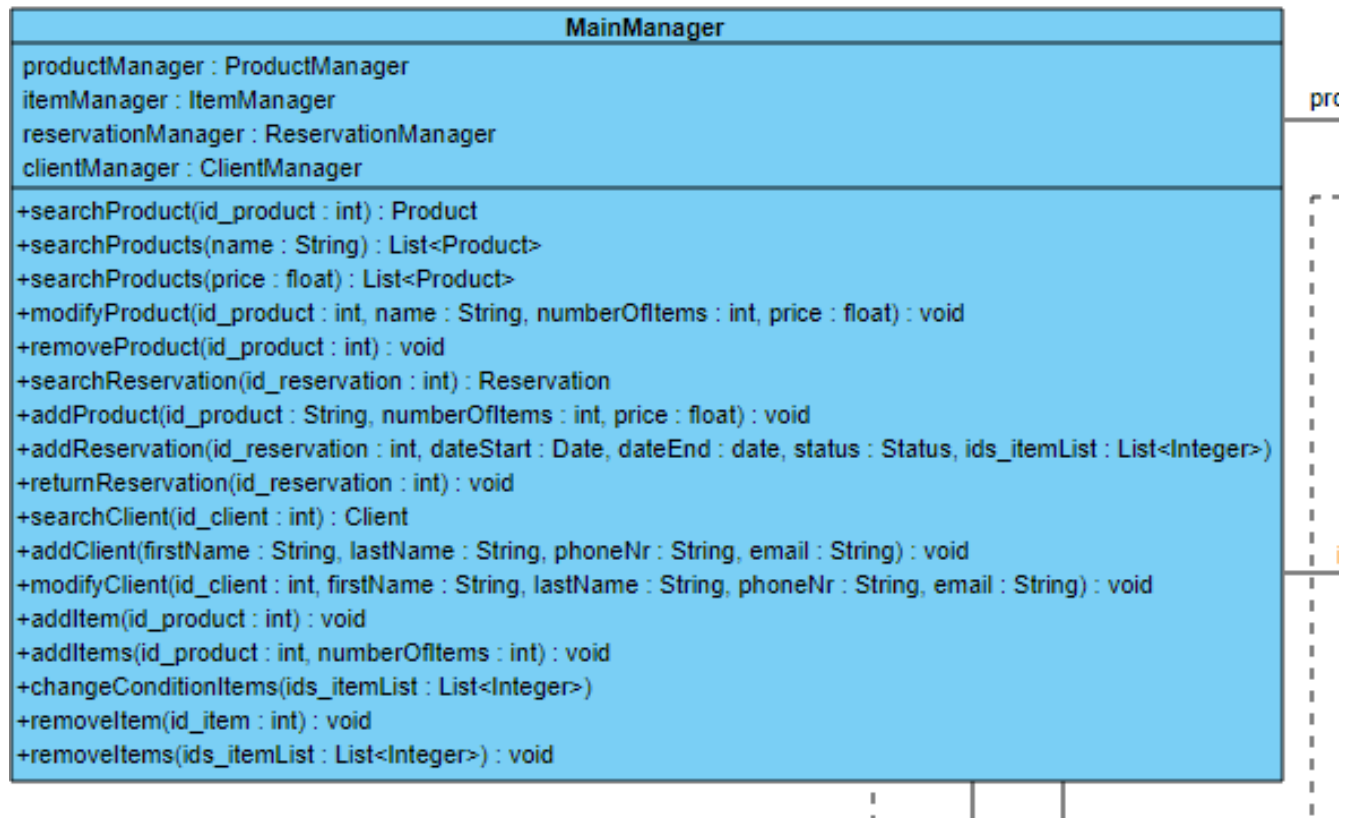 MainManager
productManager : ProductManager
itemManager : ItemManager
reservationManager : ReservationManager
clientManager : ClientManager
pro
+searchProduct(id_product : int) : Product
+searchProducts(name : String) : List<Product>
+searchProducts(price : float) : List<Product>
+modifyProduct(id_product : int, name : String, numberOfItems : int, price : float) : void
+removeProduct(id_product : int) : void
+searchReservation(id_reservation : int) : Reservation
+addProduct(id_product : String, numberOfItems : int, price : float) : void
+addReservation(id_reservation : int, dateStart : Date, dateEnd : date, status : Status, ids_itemList : List<Integer>)
+returnReservation(id_reservation : int) : void
+searchClient(id_client : int) : Client
+addClient(firstName : String, lastName : String, phoneNr : String, email : String) : void
+modifyClient(id_client : int, firstName : String, lastName : String, phoneNr : String, email : String) : void
+addItem(id_product : int) : void
+addItems(id_product : int, numberOfItems : int) : void
+changeConditionItems(ids_itemList : List<Integer>)
+removeItem(id_item : int) : void
+removeItems(ids_itemList : List<Integer>) : void